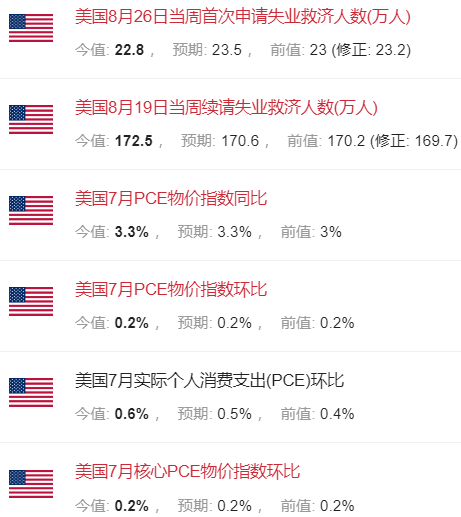 美国8月26日当周首次申请失业救济人数(万人)
今值: 22.8 ， 预期: 23.5 ， 前值: 23 (修正: 23.2)
美国8月19日当周续请失业救济人数(万人)
今值: 172.5 ， 预期: 170.6 ， 前值: 170.2 (修正: 169.7)
美国7月PCE物价指数同比
今值: 3.3% ， 预期: 3.3% ， 前值: 3%
美国7月PCE物价指数环比
今值: 0.2% ， 预期: 0.2% ， 前值: 0.2%
美国7月实际个人消费支出(PCE)环比
今值: 0.6% ， 预期: 0.5% ， 前值: 0.4%
美国7月核心PCE物价指数环比
今值: 0.2% ， 预期: 0.2% ， 前值: 0.2%